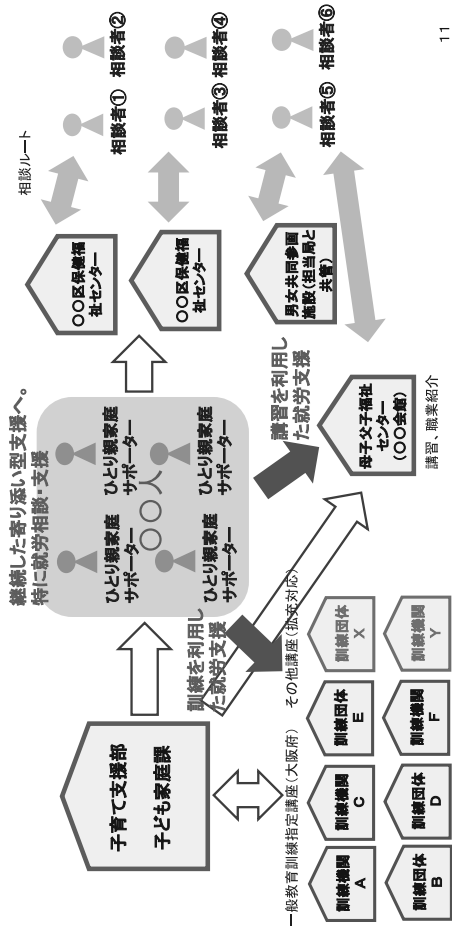 継続した寄り添い型支援へ。
特に就労相談・支援
相談ルート
子育て支援部
子ども家庭課
ひとり親家庭
サポーター
ひとり親家庭
サポーター
〇〇人
ひとり親家庭
サポーター
ひとり親家庭
サポーター
〇〇区保健福
祉センター
〇〇区保健福
祉センター
男女共同参画
施設(担当局と
共管)
相談者①
相談者②
相談者③
相談者④
相談者⑤
相談者⑥
訓練を利用し
た就労支援
講習を利用し
た就労支援
母子父子福祉
センター
(〇〇会館)
講習、職業紹介
一般教育訓練指定講座(大阪府)
その他講座(拡充対応)
訓練機関
A
訓練機関
C
訓練団体
E
訓練団体
X
訓練団体
B
訓練団体
D
訓練機関
F
訓練機関
Y
11